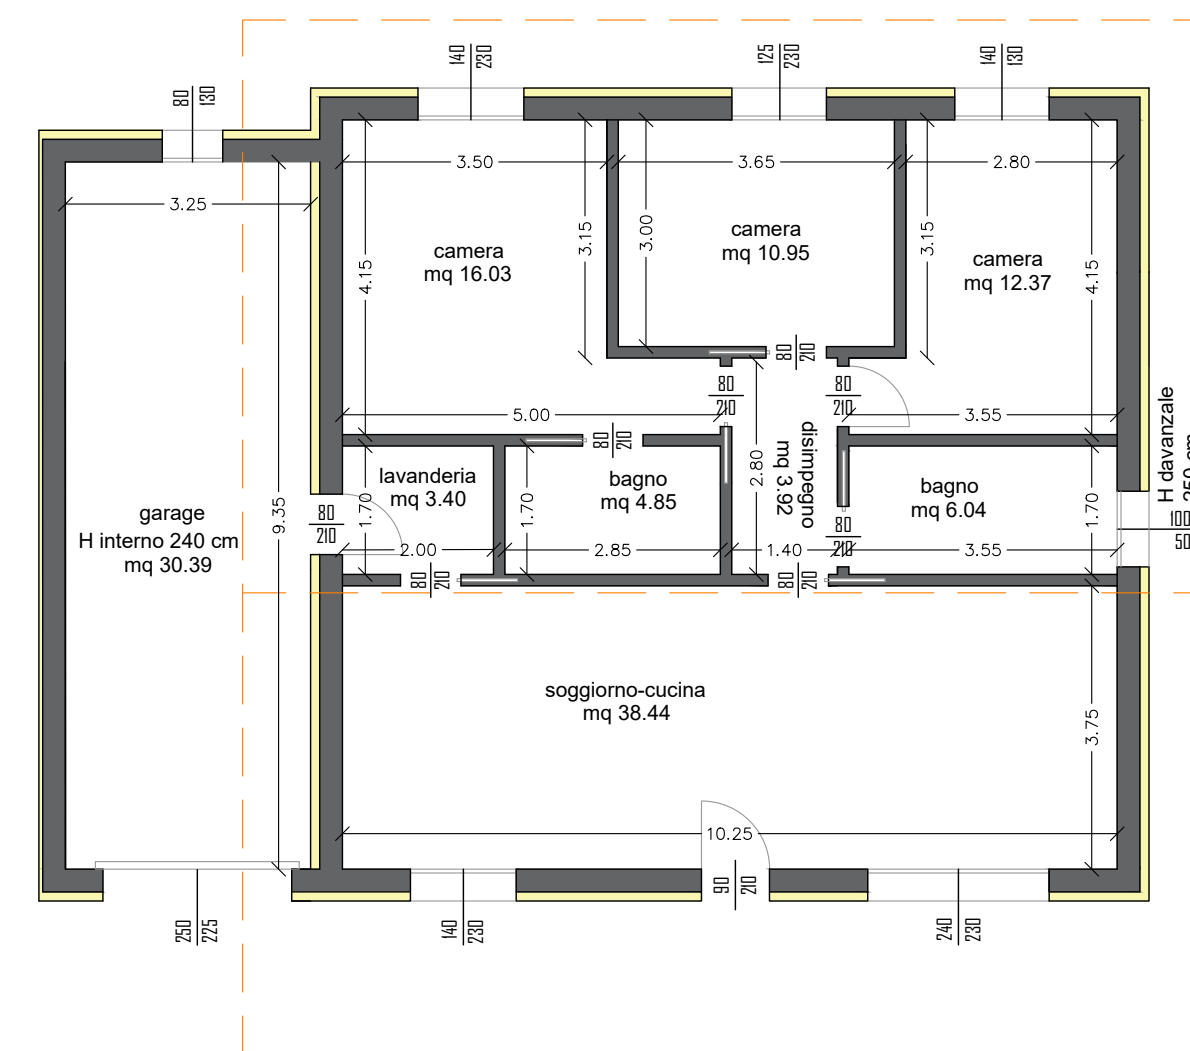 140
230
125
230
140
130
80
130
3.50
3.65
2.80
3.25
4.15
3.15
3.00
3.15
4.15
camera
mq 16.03
camera
mq 10.95
camera
mq 12.37
80
210
80
210
80
210
5.00
3.55
80
210
disimpegno
mq 3.92
2.80
H davanzale
250 cm
100
50
lavanderia
mq 3.40
bagno
mq 4.85
bagno
mq 6.04
1.70
1.70
1.70
9.35
garage
H interno 240 cm
mq 30.39
80
210
2.00
2.85
1.40
80
210
3.55
80
210
80
210
soggiorno-cucina
mq 38.44
3.75
10.25
90
210
250
225
140
230
240
230